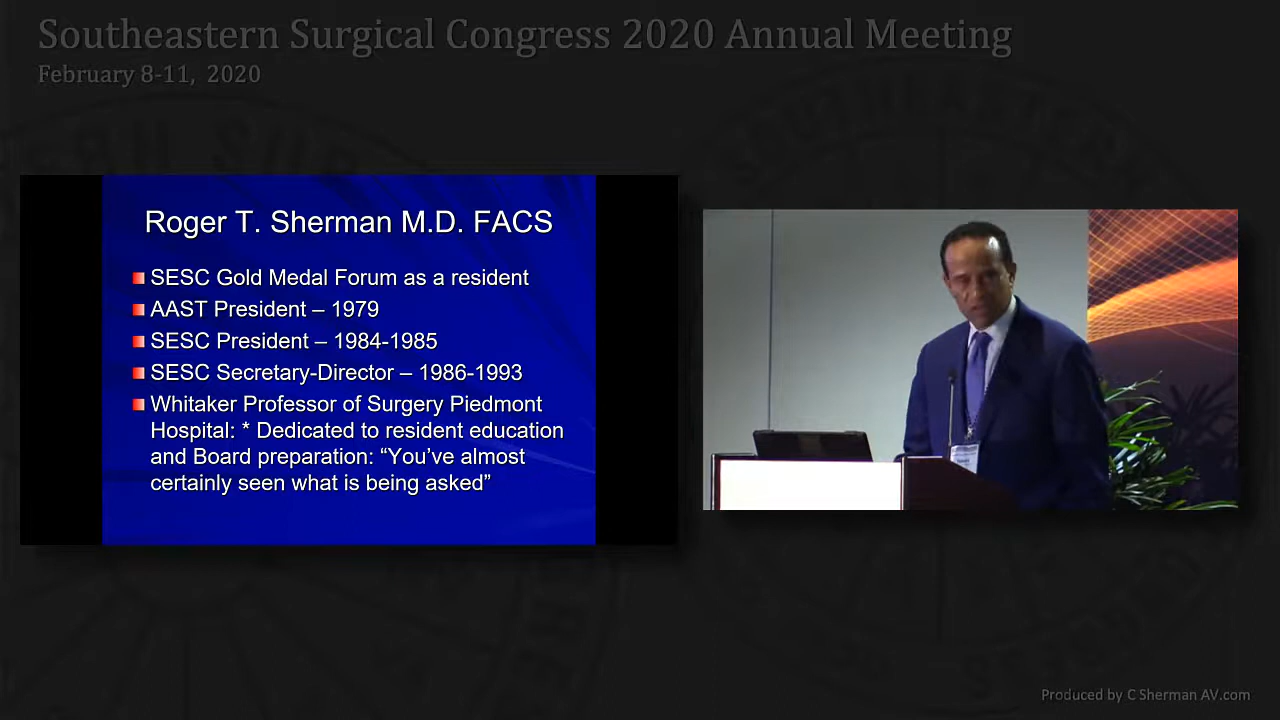 Southeastern Surgical Congress 2020 Annual Meeting
February 8-11, 2020
Roger T. Sherman M.D. FACS
SESC Gold Medal Forum as a resident
AAST President – 1979
SESC President – 1984-1985
SESC Secretary-Director – 1986-1993
Whitaker Professor of Surgery Piedmont
Hospital: * Dedicated to resident education
and Board preparation: “You’ve almost
certainly seen what is being asked”
Produced by C Sherman AV.com